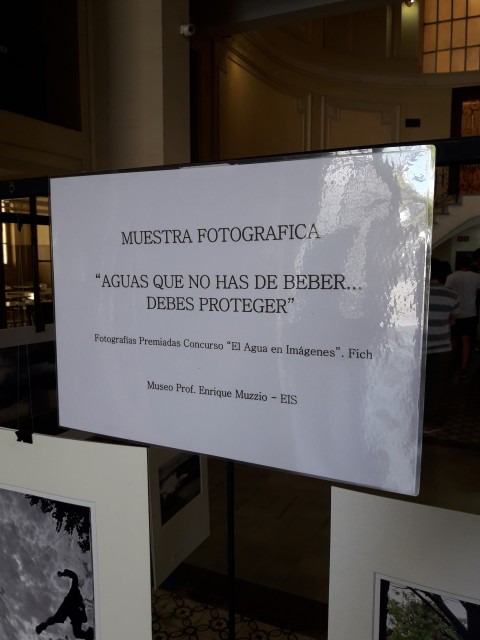 MUESTRA FOTOGRAFICA
“AGUAS QUE NO HAS DE BEBER...
DEBES PROTEGER”
Fotografías Premiadas Concurso “El Agua en Imágenes”. Fich
Museo Prof. Enrique Muzzio - EIS